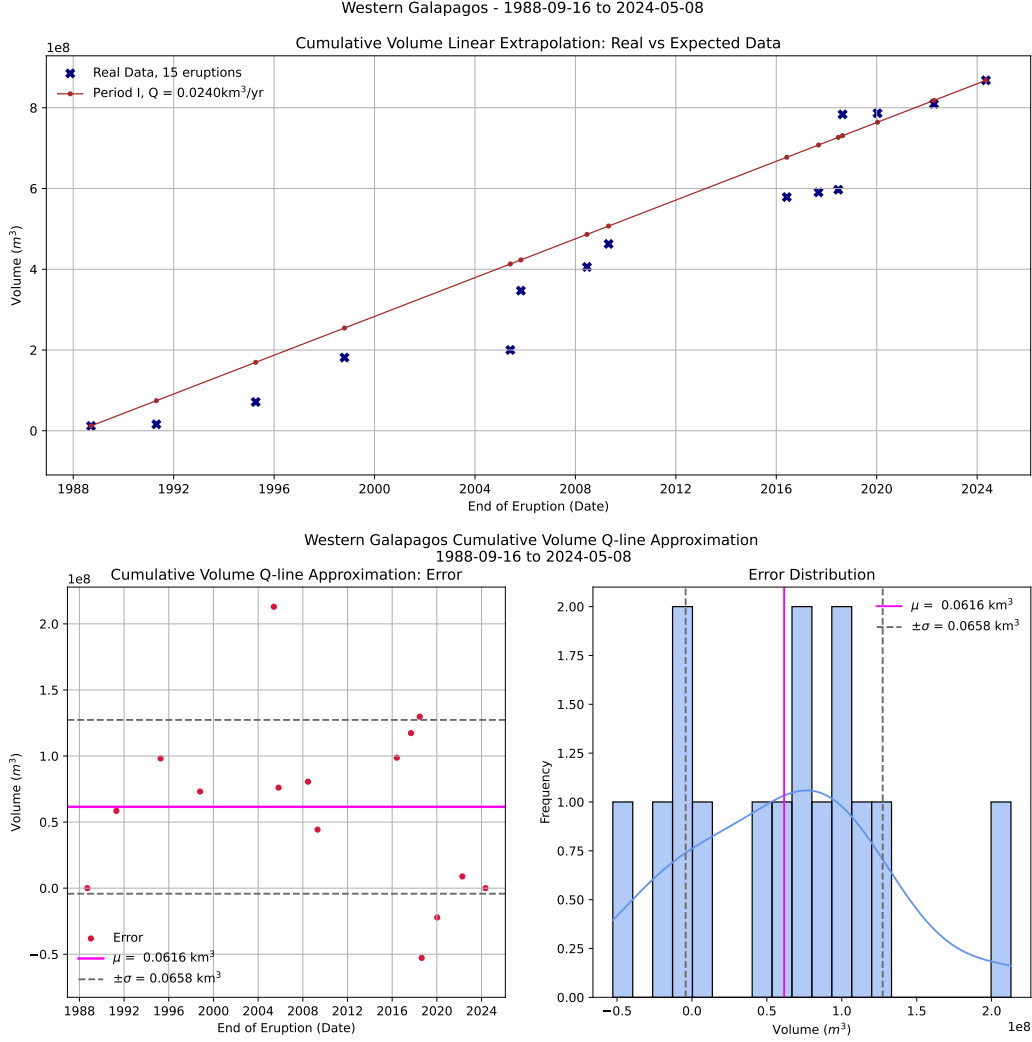 Western Galapagos - 1988-09-16 to 2024-05-08
Cumulative Volume Linear Extrapolation: Real vs Expected Data
1e8
Real Data, 15 eruptions
Period I, Q = 0.0240km³/yr
8
6
4
2
0
Volume (m³)
1988 1992 1996 2000 2004 2008 2012 2016 2020 2024
End of Eruption (Date)
Western Galapagos Cumulative Volume Q-line Approximation
1988-09-16 to 2024-05-08
1e8
Cumulative Volume Q-line Approximation: Error
2.0
1.5
1.0
0.5
0.0
−0.5
Volume (m³)
Error
μ = 0.0616 km³
±σ = 0.0658 km³
1988 1992 1996 2000 2004 2008 2012 2016 2020 2024
End of Eruption (Date)
Error Distribution
μ = 0.0616 km³
±σ = 0.0658 km³
2.00
1.75
1.50
1.25
1.00
0.75
0.50
0.25
0.00
Frequency
−0.5 0.0 0.5 1.0 1.5 2.0
1e8
Volume (m³)